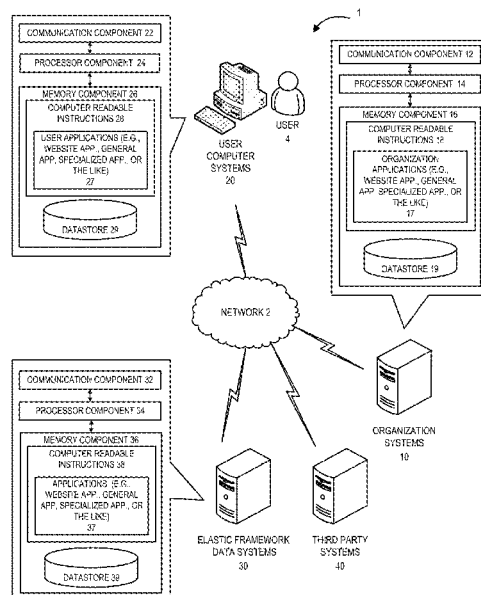 1
COMMUNICATION COMPONENT 22
PROCESSOR COMPONENT 24
MEMORY COMPONENT 26
COMPUTER READABLE
INSTRUCTIONS 28
USER APPLICATIONS (E.G.,
WEBSITE APP., GENERAL
APP, SPECIALIZED APP., OR
THE LIKE)
27
DATASTORE 29
USER
COMPUTER
SYSTEMS
20
USER
4
COMMUNICATION COMPONENT 12
PROCESSOR COMPONENT 14
MEMORY COMPONENT 16
COMPUTER READABLE
INSTRUCTIONS 18
ORGANIZATION
APPLICATIONS (E.G.,
WEBSITE APP., GENERAL
APP, SPECIALIZED APP., OR
THE LIKE)
17
DATASTORE 19
NETWORK 2
ORGANIZATION
SYSTEMS
10
COMMUNICATION COMPONENT 32
PROCESSOR COMPONENT 34
MEMORY COMPONENT 36
COMPUTER READABLE
INSTRUCTIONS 38
APPLICATIONS (E.G.,
WEBSITE APP., GENERAL
APP, SPECIALIZED APP., OR
THE LIKE)
37
DATASTORE 39
ELASTIC FRAMEWORK
DATA SYSTEMS
30
THIRD PARTY
SYSTEMS
40